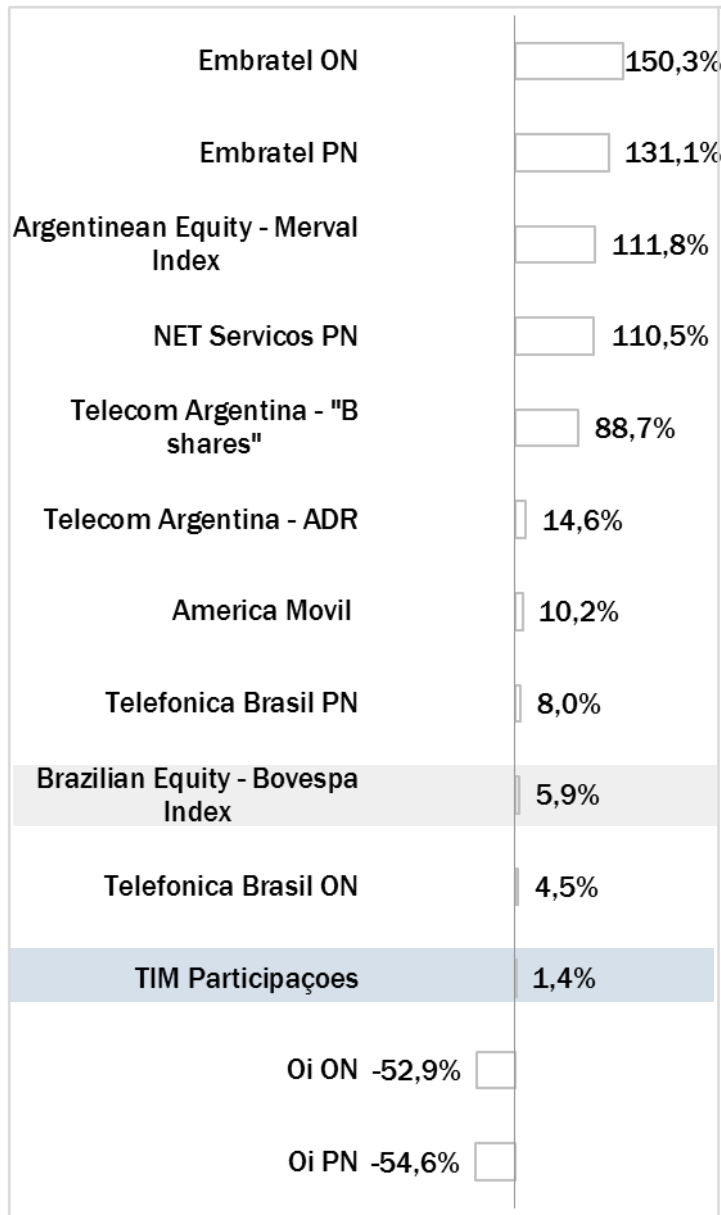 Embratel ON 150,3%
Embratel PN 131,1%
Argentinean Equity - Merval
Index 111,8%
NET Servicos PN 110,5%
Telecom Argentina - "B
shares" 88,7%
Telecom Argentina - ADR 14,6%
America Movil 10,2%
Telefonica Brasil PN 8,0%
Brazilian Equity - Bovespa
Index 5,9%
Telefonica Brasil ON 4,5%
TIM Participaçoes 1,4%
Oi ON -52,9%
Oi PN -54,6%